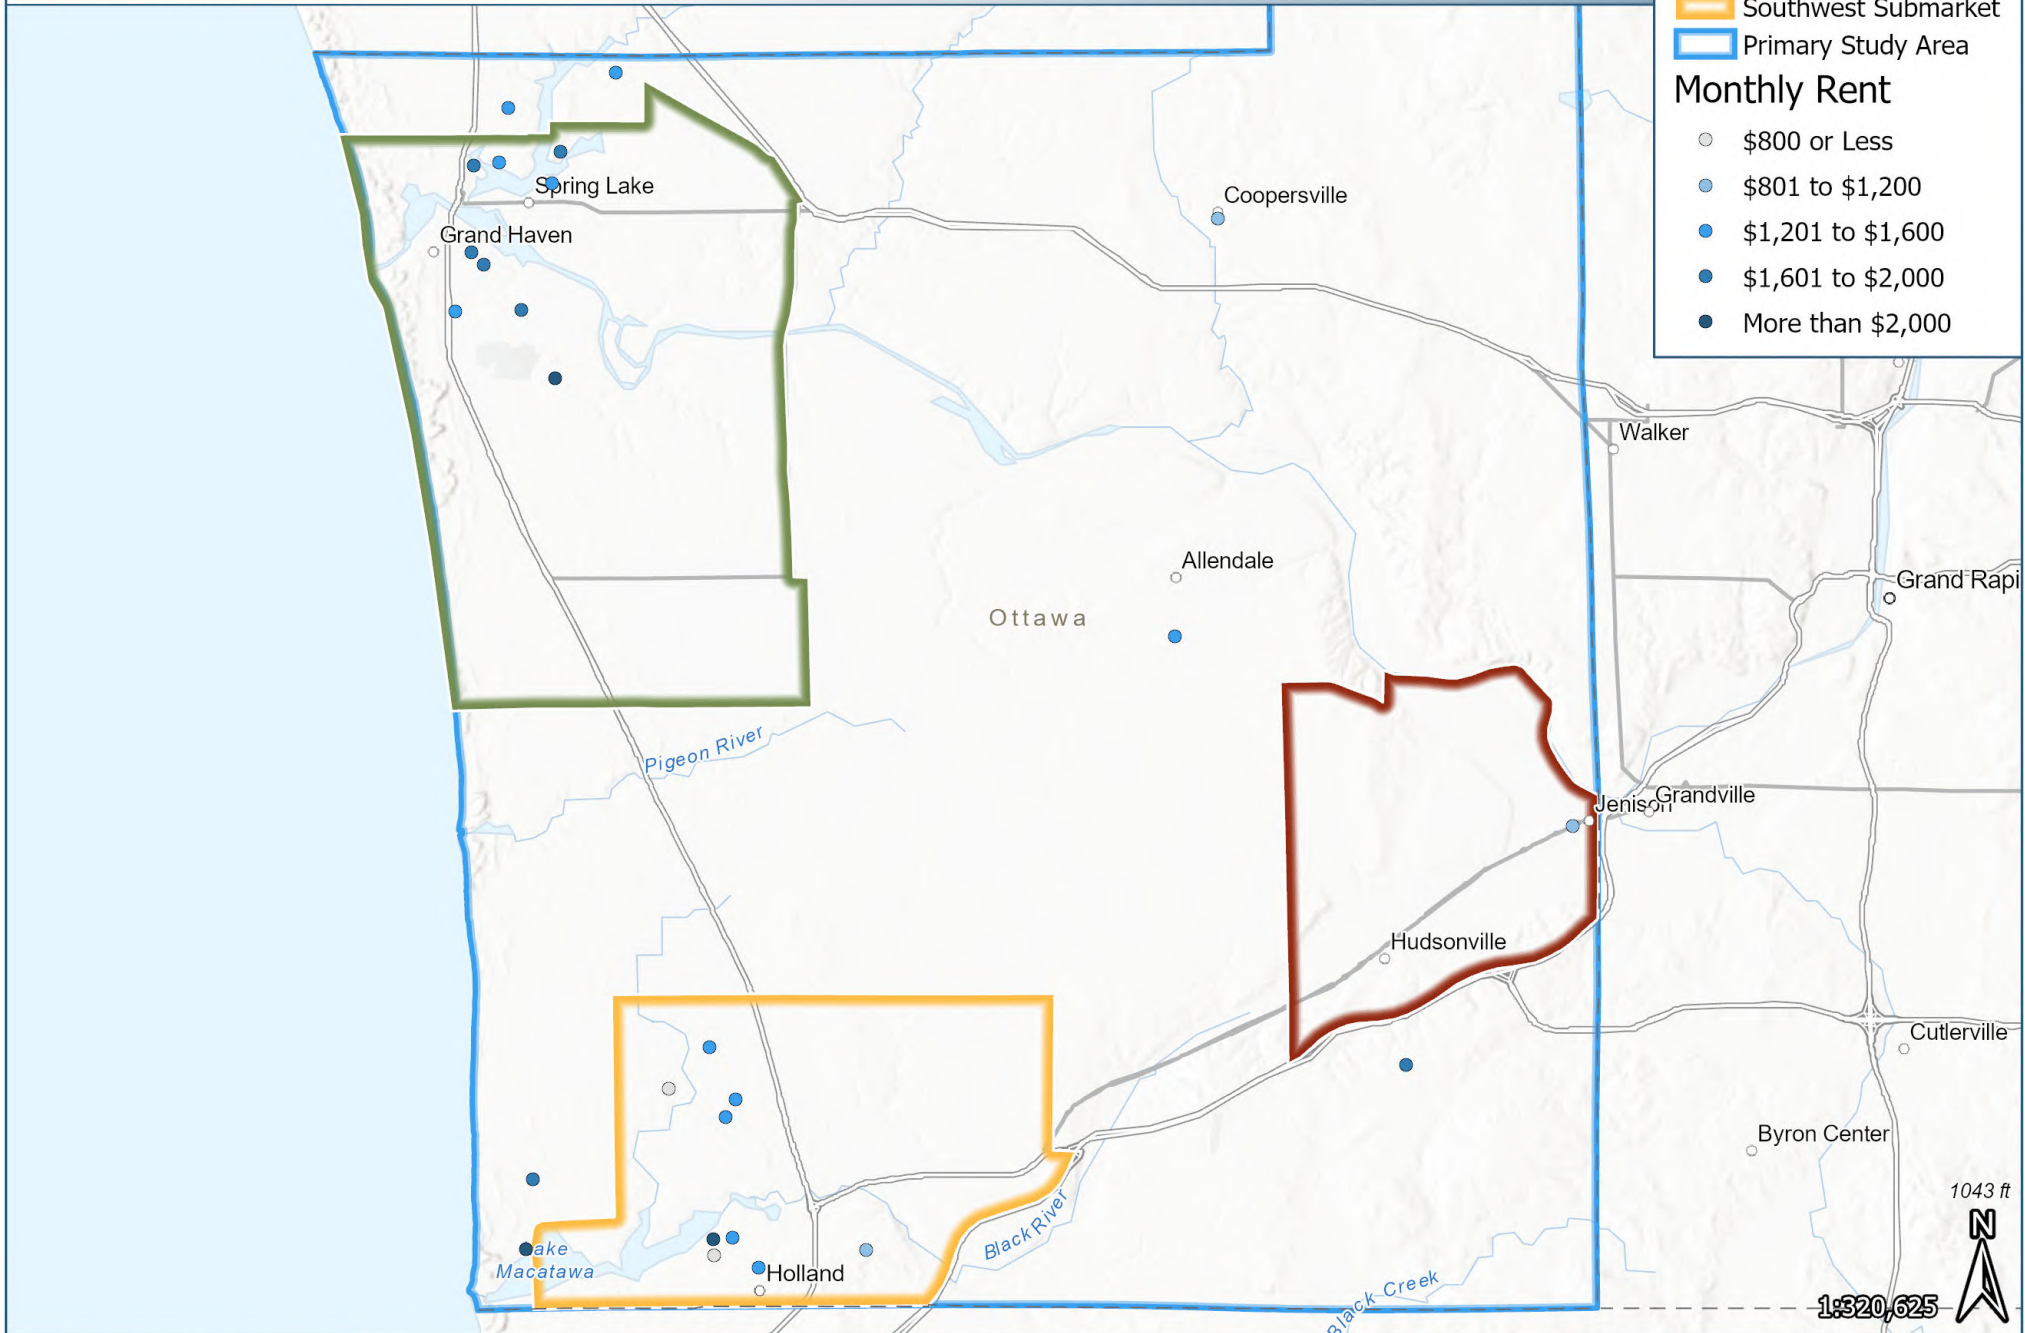 Southwest Submarket
Primary Study Area
Monthly Rent
$800 or Less
$801 to $1,200
$1,201 to $1,600
$1,601 to $2,000
More than $2,000
Spring Lake
Coopersville
Grand Haven
Walker
Allendale
Grand Rapi
Ottawa
Pigeon River
Jenison
Grandville
Hudsonville
Cutlerville
Byron Center
1043 ft
N
Black River
ake
Macatawa
Holland
Black Creek
1:320,625